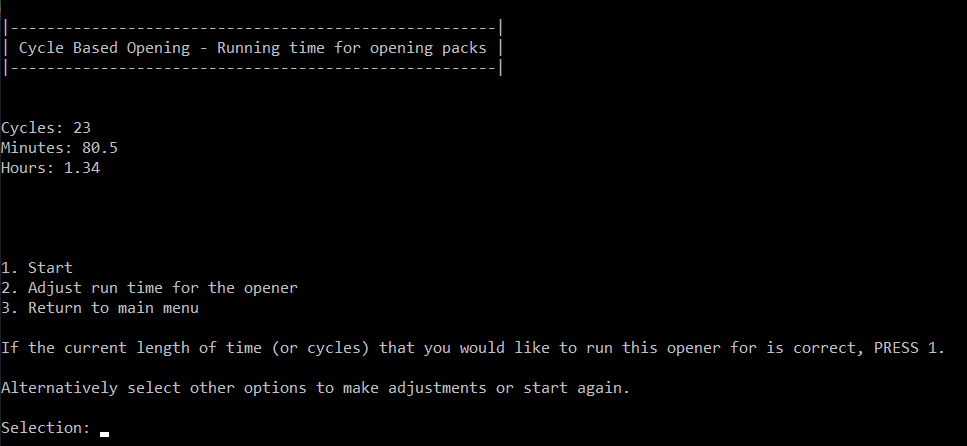 |------------------------------------------------------|
| Cycle Based Opening - Running time for opening packs |
|------------------------------------------------------|
Cycles: 23
Minutes: 80.5
Hours: 1.34
1. Start
2. Adjust run time for the opener
3. Return to main menu
If the current length of time (or cycles) that you would like to run this opener for is correct, PRESS 1.
Alternatively select other options to make adjustments or start again.
Selection: _